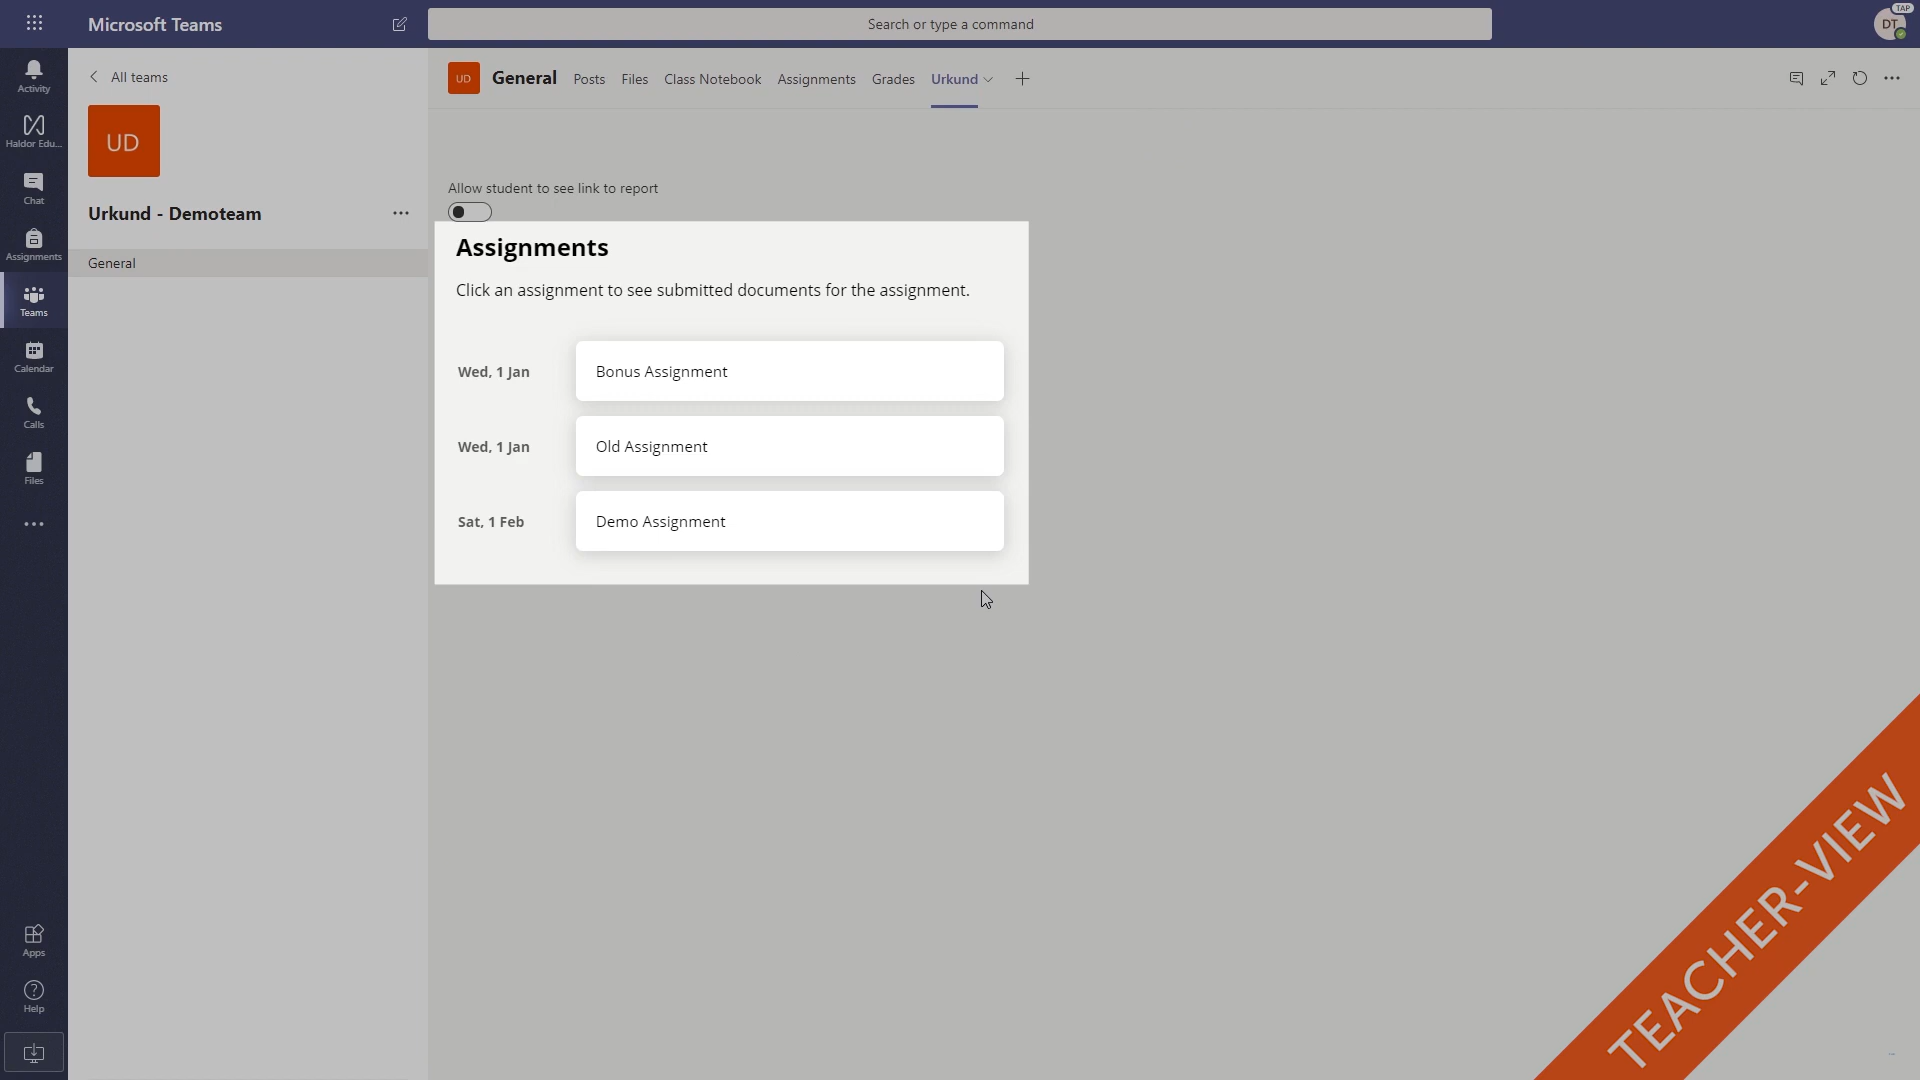 Microsoft Teams
Search or type a command
DT
TAP
Activity
Haldor Edu...
Chat
Assignments
Teams
Calendar
Calls
Files
Apps
Help
All teams
UD
Urkund - Demoteam
General
UD
General
Posts
Files
Class Notebook
Assignments
Grades
Urkund
Allow student to see link to report
Assignments
Click an assignment to see submitted documents for the assignment.
Wed, 1 Jan
Bonus Assignment
Wed, 1 Jan
Old Assignment
Sat, 1 Feb
Demo Assignment
TEACHER-VIEW